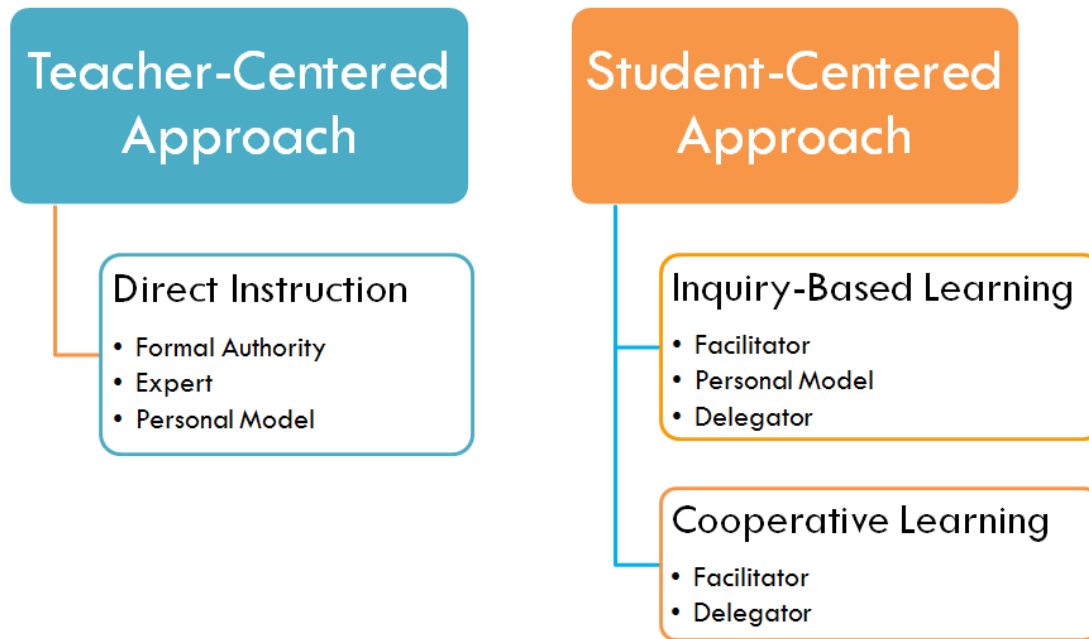 Teacher-Centered
Approach
Direct Instruction
• Formal Authority
• Expert
• Personal Model
Student-Centered
Approach
Inquiry-Based Learning
• Facilitator
• Personal Model
• Delegator
Cooperative Learning
• Facilitator
• Delegator